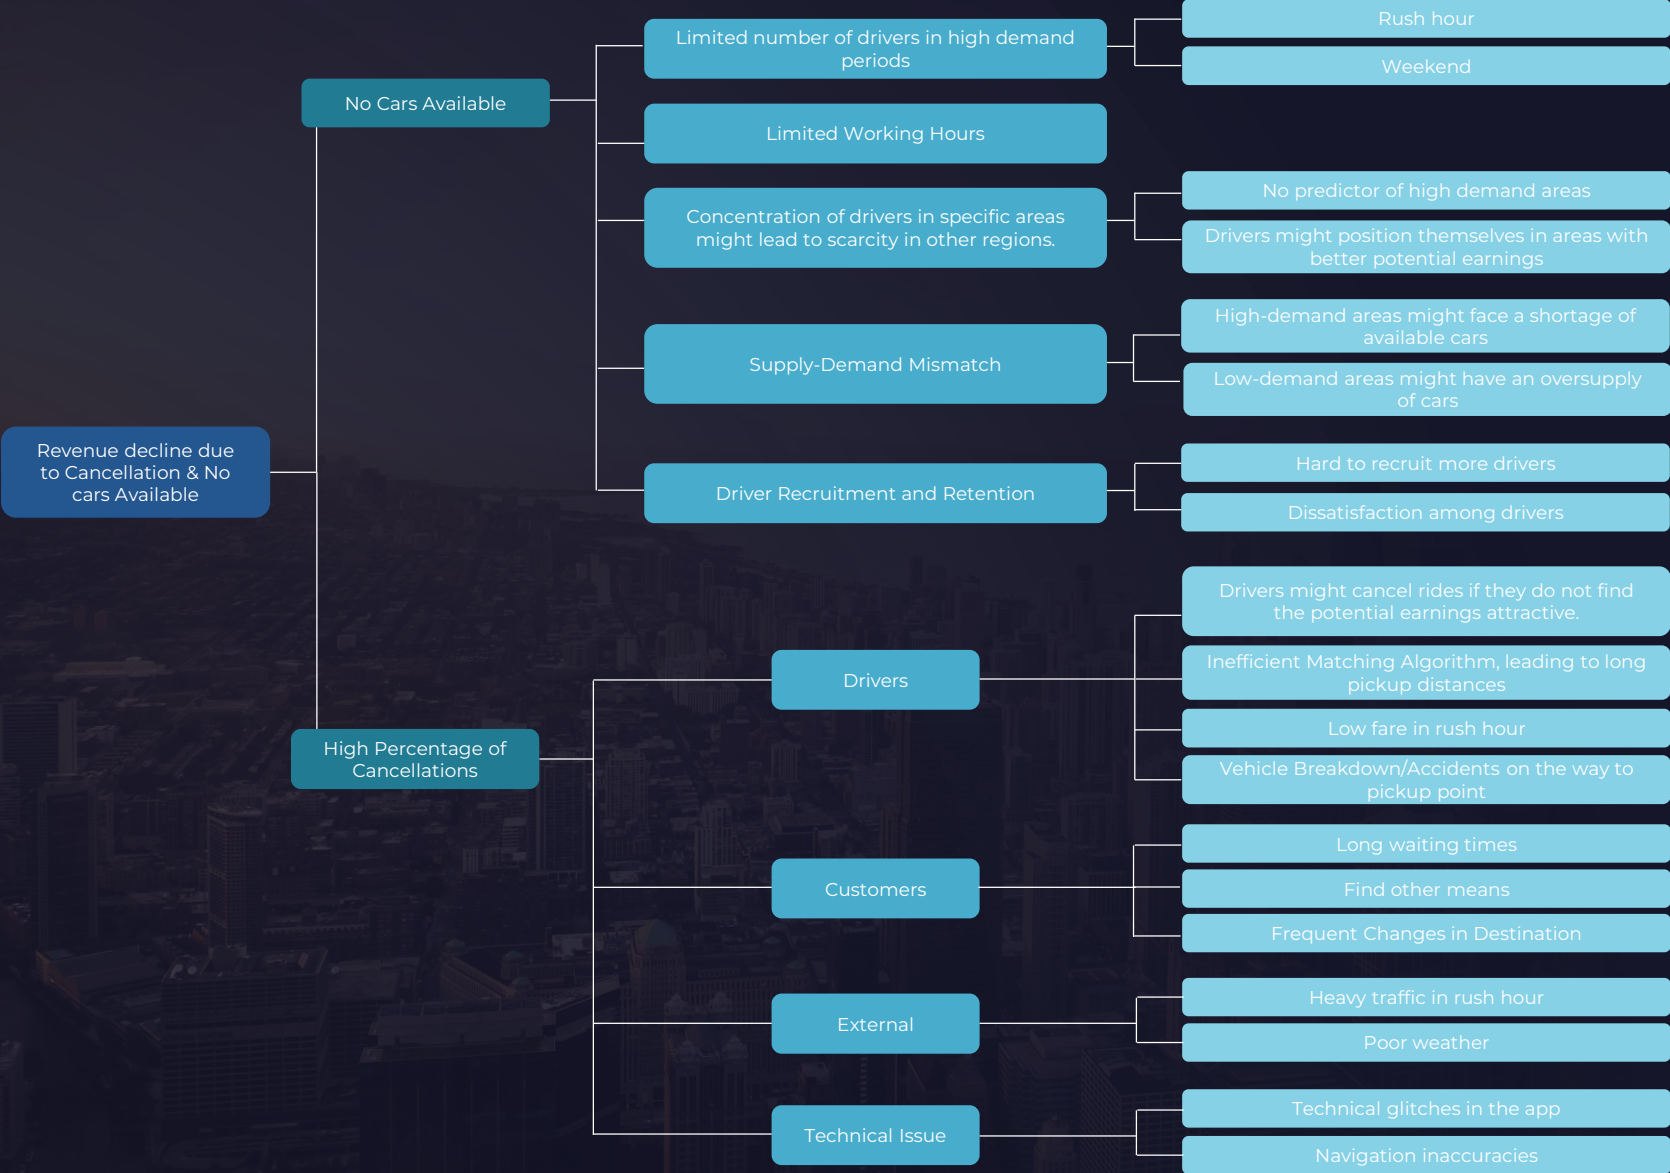 Rush hour
Limited number of drivers in high demand
periods
Weekend
No Cars Available
Limited Working Hours
No predictor of high demand areas
Concentration of drivers in specific areas
might lead to scarcity in other regions.
Drivers might position themselves in areas with
better potential earnings
High-demand areas might face a shortage of
available cars
Supply-Demand Mismatch
Low-demand areas might have an oversupply
of cars
Revenue decline due
to Cancellation & No
cars Available
Hard to recruit more drivers
Driver Recruitment and Retention
Dissatisfaction among drivers
Drivers might cancel rides if they do not find
the potential earnings attractive.
Drivers
Inefficient Matching Algorithm, leading to long
pickup distances
Low fare in rush hour
High Percentage of
Cancellations
Vehicle Breakdown/Accidents on the way to
pickup point
Long waiting times
Customers
Find other means
Frequent Changes in Destination
Heavy traffic in rush hour
External
Poor weather
Technical glitches in the app
Technical Issue
Navigation inaccuracies